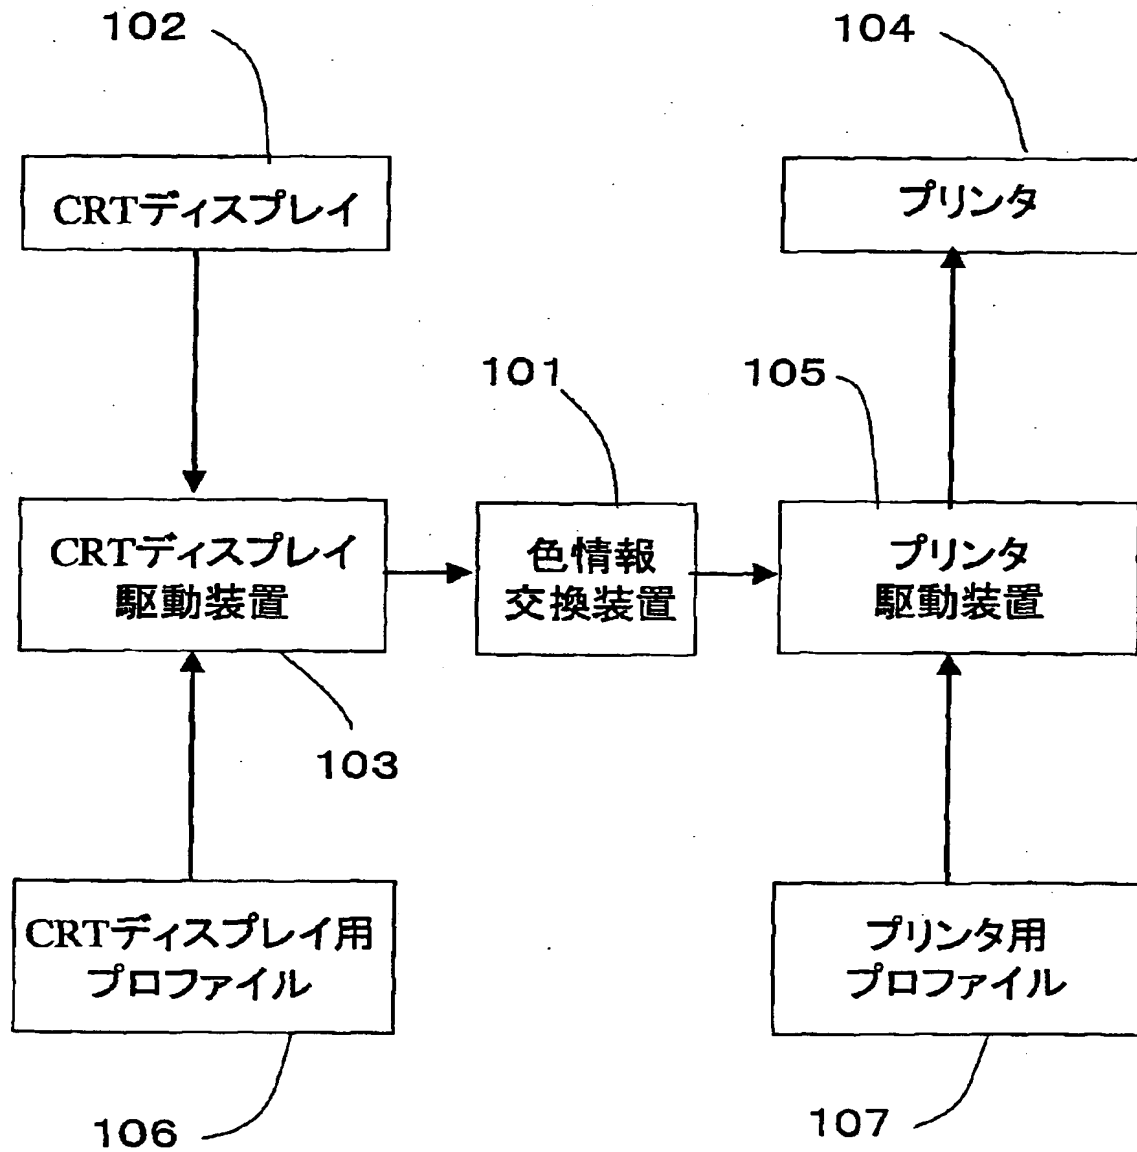 102
104
CRTディスプレイ
プリンタ
101
105
CRTディスプレイ
駆動装置
色情報
交換装置
プリンタ
駆動装置
103
CRTディスプレイ用
プロファイル
プリンタ用
プロファイル
106
107